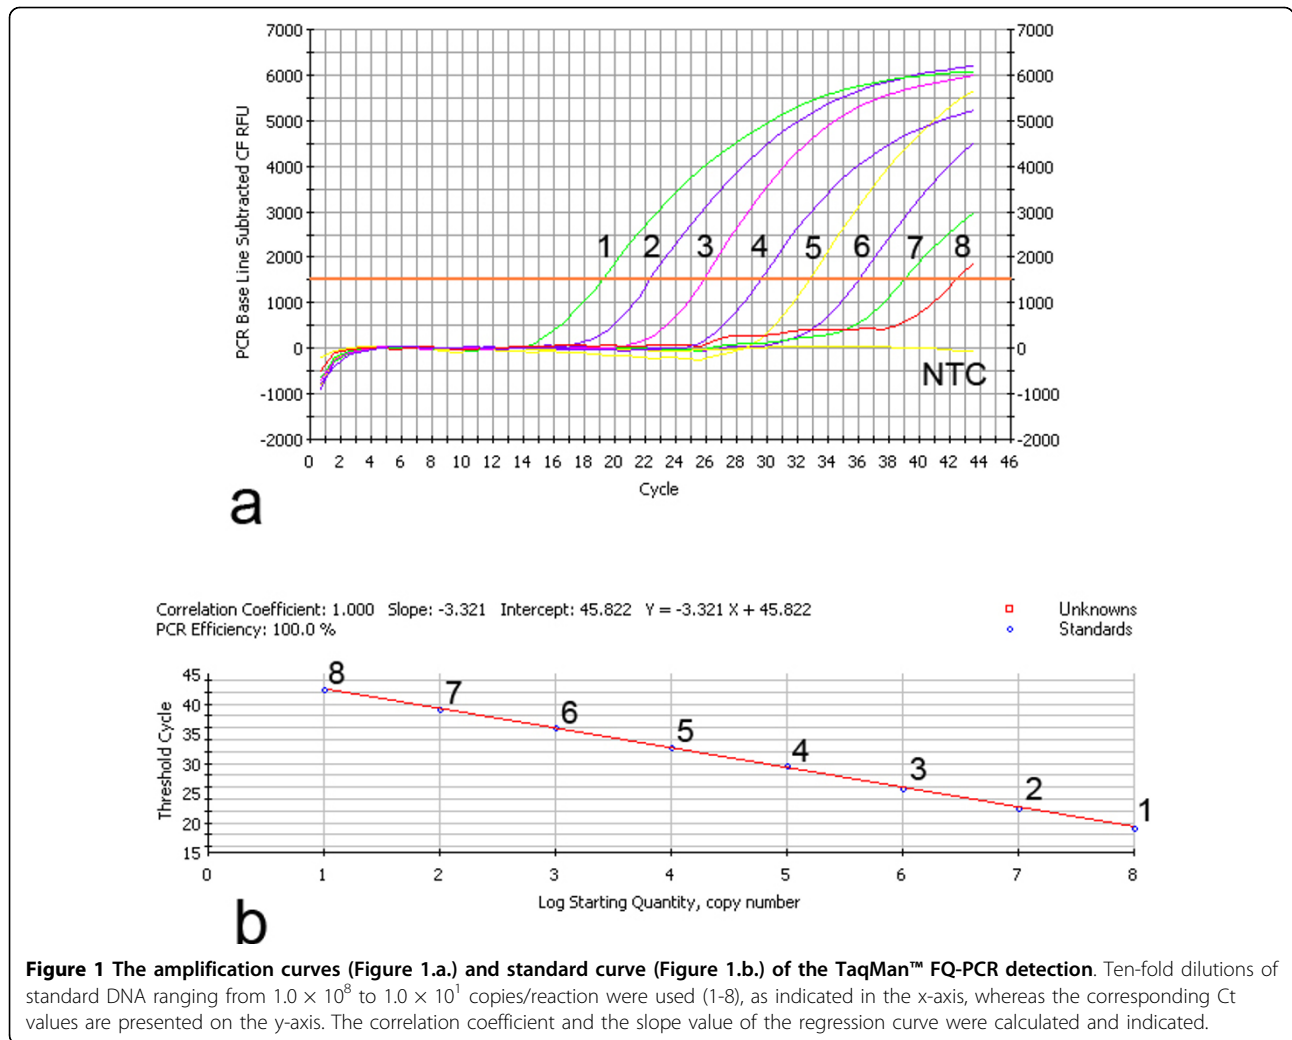 7000
6000
5000
4000
3000
2000
1000
0
-1000
-2000
PCR Base Line Subtracted CF RFU
7000
6000
5000
4000
3000
2000
1000
0
-1000
-2000
1 2 3 4 5 6 7 8
NTC
0 2 4 6 8 10 12 14 16 18 20 22 24 26 28 30 32 34 36 38 40 42 44 46
Cycle
a
Correlation Coefficient: 1.000 Slope: -3.321 Intercept: 45.822 Y = -3.321 X + 45.822
PCR Efficiency: 100.0 %
Unknowns
Standards
45
40
35
30
25
20
15
Threshold Cycle
8 7 6 5 4 3 2 1
0 1 2 3 4 5 6 7 8
Log Starting Quantity, copy number
b
Figure 1 The amplification curves (Figure 1.a.) and standard curve (Figure 1.b.) of the TaqMan™ FQ-PCR detection. Ten-fold dilutions of
standard DNA ranging from 1.0 × 10⁸ to 1.0 × 10¹ copies/reaction were used (1-8), as indicated in the x-axis, whereas the corresponding Ct
values are presented on the y-axis. The correlation coefficient and the slope value of the regression curve were calculated and indicated.